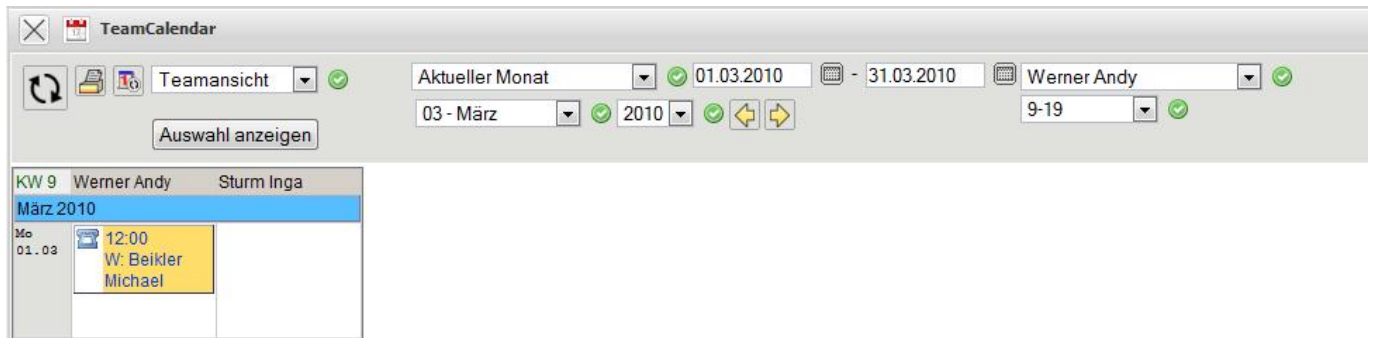 TeamCalendar
Teamansicht Aktueller Monat 01.03.2010 - 31.03.2010 Werner Andy
03 - März 2010 9-19
Auswahl anzeigen
KW 9 Werner Andy Sturm Inga
März 2010
Mo 12:00
01.03 W: Beikler
Michael